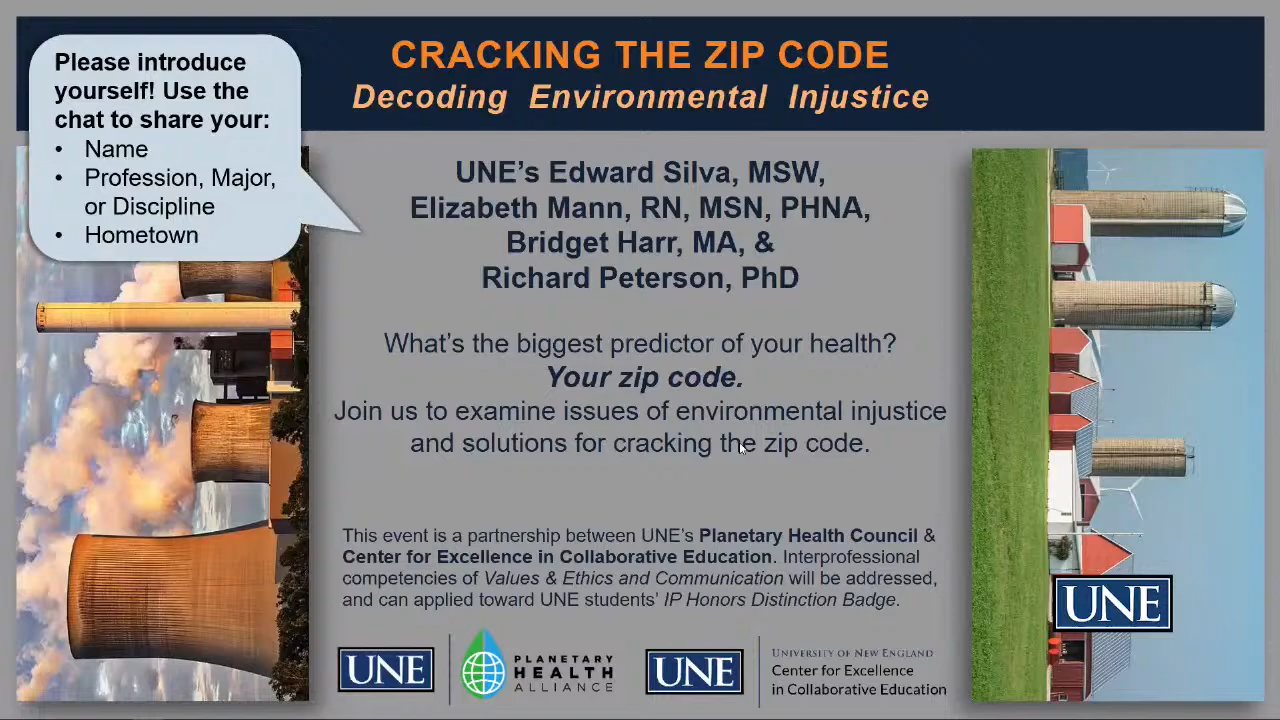 Please introduce
yourself! Use the
chat to share your:
• Name
• Profession, Major,
or Discipline
• Hometown
CRACKING THE ZIP CODE
Decoding Environmental Injustice
UNE’s Edward Silva, MSW,
Elizabeth Mann, RN, MSN, PHNA,
Bridget Harr, MA, &
Richard Peterson, PhD
What’s the biggest predictor of your health?
Your zip code.
Join us to examine issues of environmental injustice
and solutions for cracking the zip code.
This event is a partnership between UNE’s Planetary Health Council &
Center for Excellence in Collaborative Education. Interprofessional
competencies of Values & Ethics and Communication will be addressed,
and can applied toward UNE students’ IP Honors Distinction Badge.
UNE
PLANETARY
HEALTH
ALLIANCE
UNE
UNIVERSITY OF NEW ENGLAND
Center for Excellence
in Collaborative Education
UNE